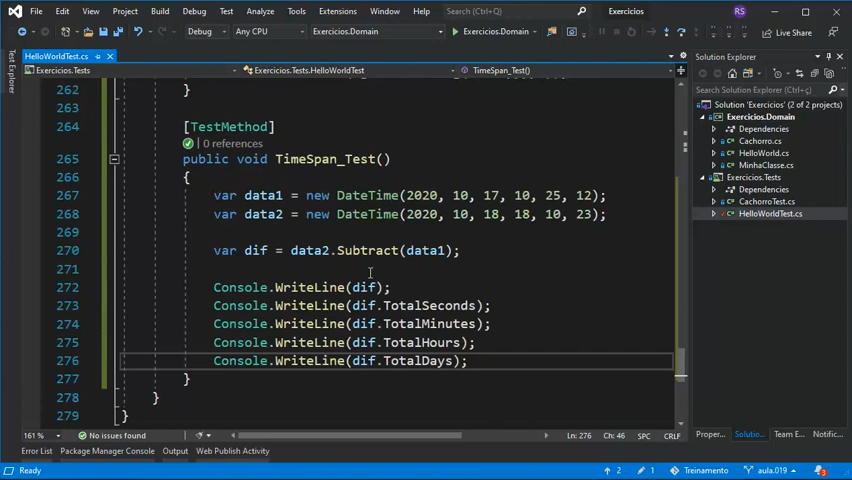 File Edit View Git Project Build Debug Test Analyze Tools Extensions Window Help Search (Ctrl+Q) Exercicios RS
Debug Any CPU Exercicios.Domain Exercicios.Domain Live Share
Test Explorer
HelloWorldTest.cs
Exercicios.Tests Exercicios.Tests.HelloWorldTest TimeSpan_Test()
262 }
263
264 [TestMethod]
0 references
265 public void TimeSpan_Test()
266 {
267 var data1 = new DateTime(2020, 10, 17, 10, 25, 12);
268 var data2 = new DateTime(2020, 10, 18, 18, 10, 23);
270 var dif = data2.Subtract(data1);
271
272 Console.WriteLine(dif);
273 Console.WriteLine(dif.TotalSeconds);
274 Console.WriteLine(dif.TotalMinutes);
275 Console.WriteLine(dif.TotalHours);
276 Console.WriteLine(dif.TotalDays);
277 }
278 }
279 }
161 % No issues found Ln: 276 Ch: 46 SPC CRLF
Solution Explorer
Search Solution Explorer (Ctrl+ç)
Solution 'Exercicios' (2 of 2 projects)
Exercicios.Domain
Dependencies
Cachorro.cs
HelloWorld.cs
MinhaClasse.cs
Exercicios.Tests
Dependencies
CachorroTest.cs
HelloWorldTest.cs
Proper... Solutio... Team E... Notific...
Error List Package Manager Console Output Web Publish Activity
Ready 2 1 Treinamento aula.019 3